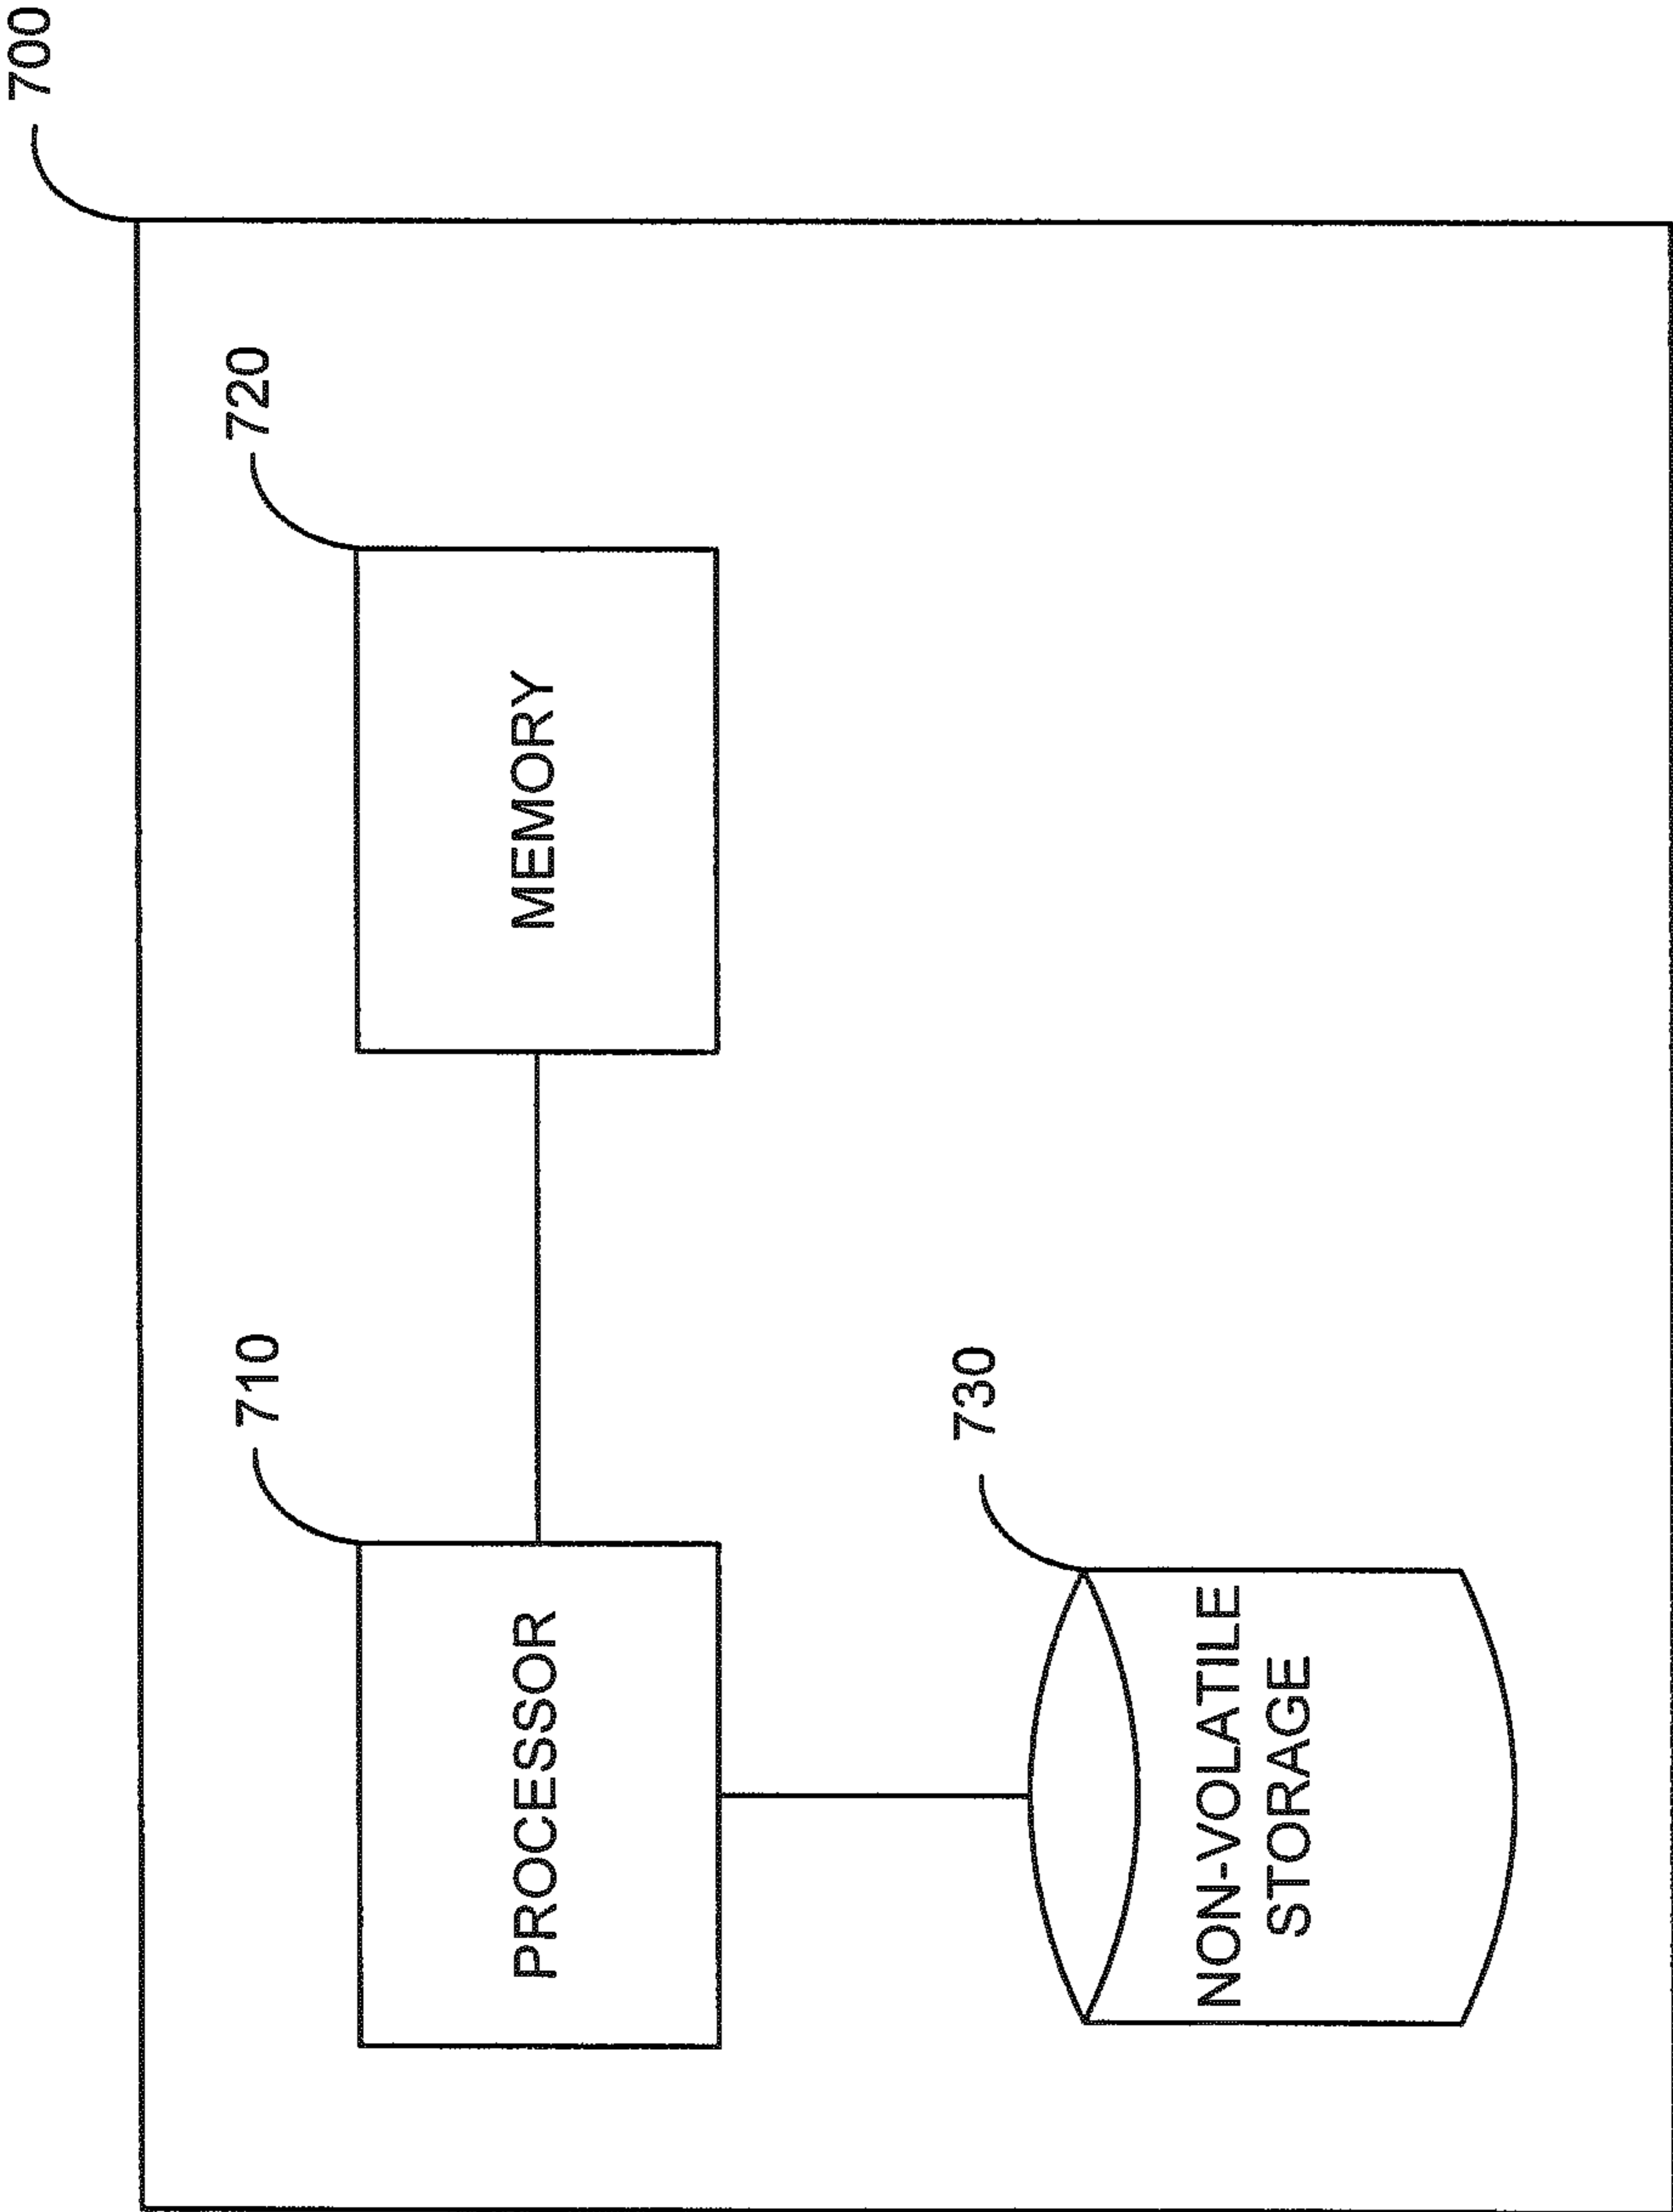 700
710
PROCESSOR
720
MEMORY
730
NON-VOLATILE
STORAGE